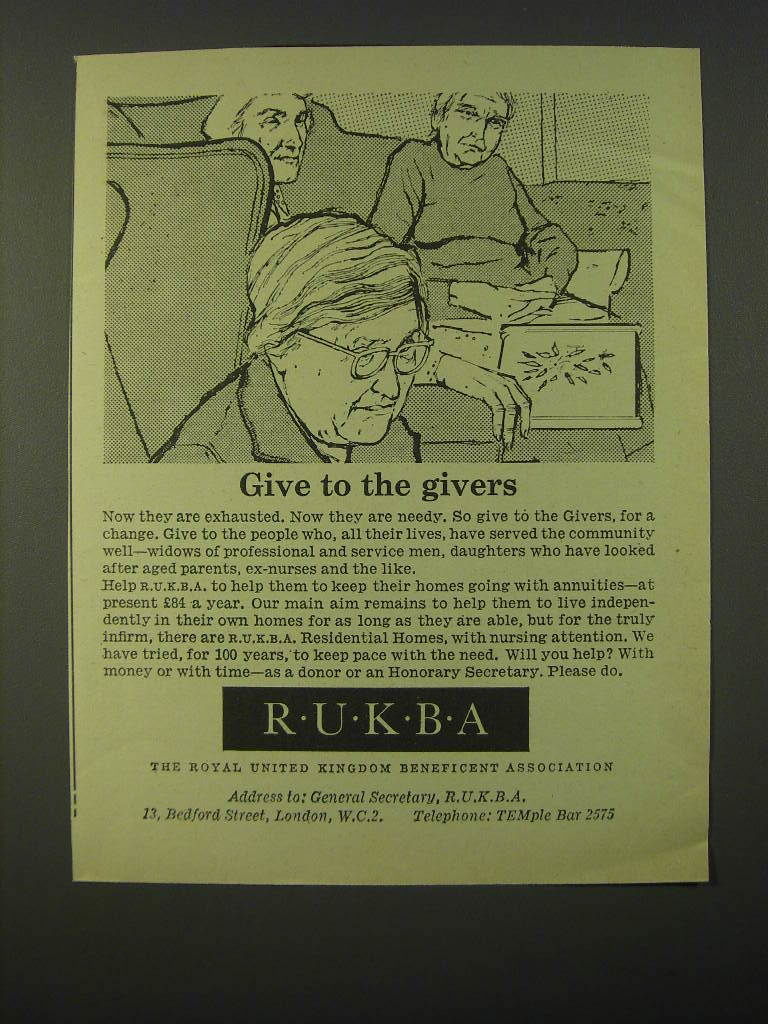 Give to the givers
Now they are exhausted. Now they are needy. So give to the Givers, for a
change. Give to the people who, all their lives, have served the community
well—widows of professional and service men, daughters who have looked
after aged parents, ex-nurses and the like.
Help R.U.K.B.A. to help them to keep their homes going with annuities—at
present £84 a year. Our main aim remains to help them to live indepen-
dently in their own homes for as long as they are able, but for the truly
infirm, there are R.U.K.B.A. Residential Homes, with nursing attention. We
have tried, for 100 years, to keep pace with the need. Will you help? With
money or with time—as a donor or an Honorary Secretary. Please do.
R·U·K·B·A
THE ROYAL UNITED KINGDOM BENEFICENT ASSOCIATION
Address to: General Secretary, R.U.K.B.A.
13, Bedford Street, London, W.C.2. Telephone: TEMple Bar 2575